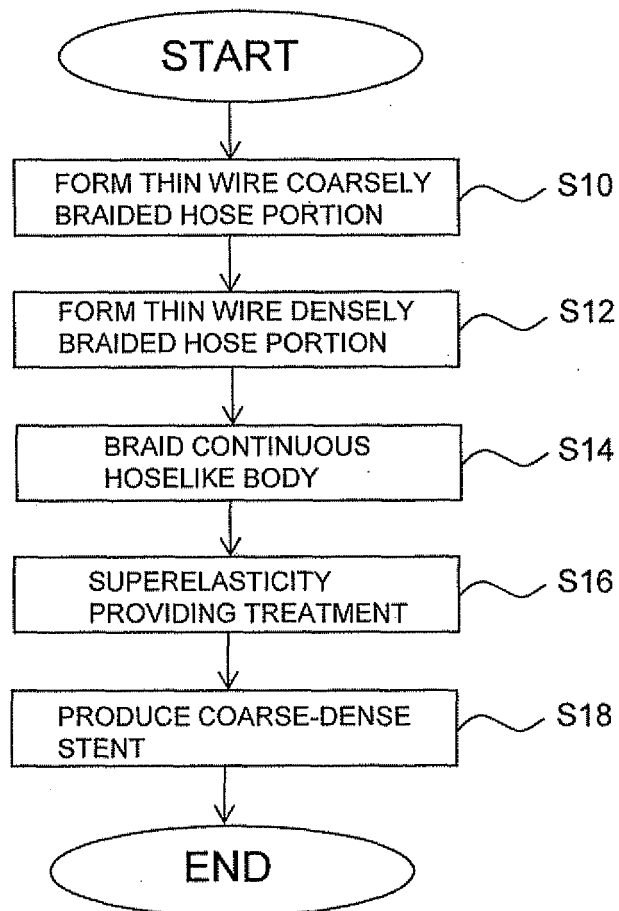 START
FORM THIN WIRE COARSELY
BRAIDED HOSE PORTION
S10
FORM THIN WIRE DENSELY
BRAIDED HOSE PORTION
S12
BRAID CONTINUOUS
HOSELIKE BODY
S14
SUPERELASTICITY
PROVIDING TREATMENT
S16
PRODUCE COARSE-DENSE
STENT
S18
END